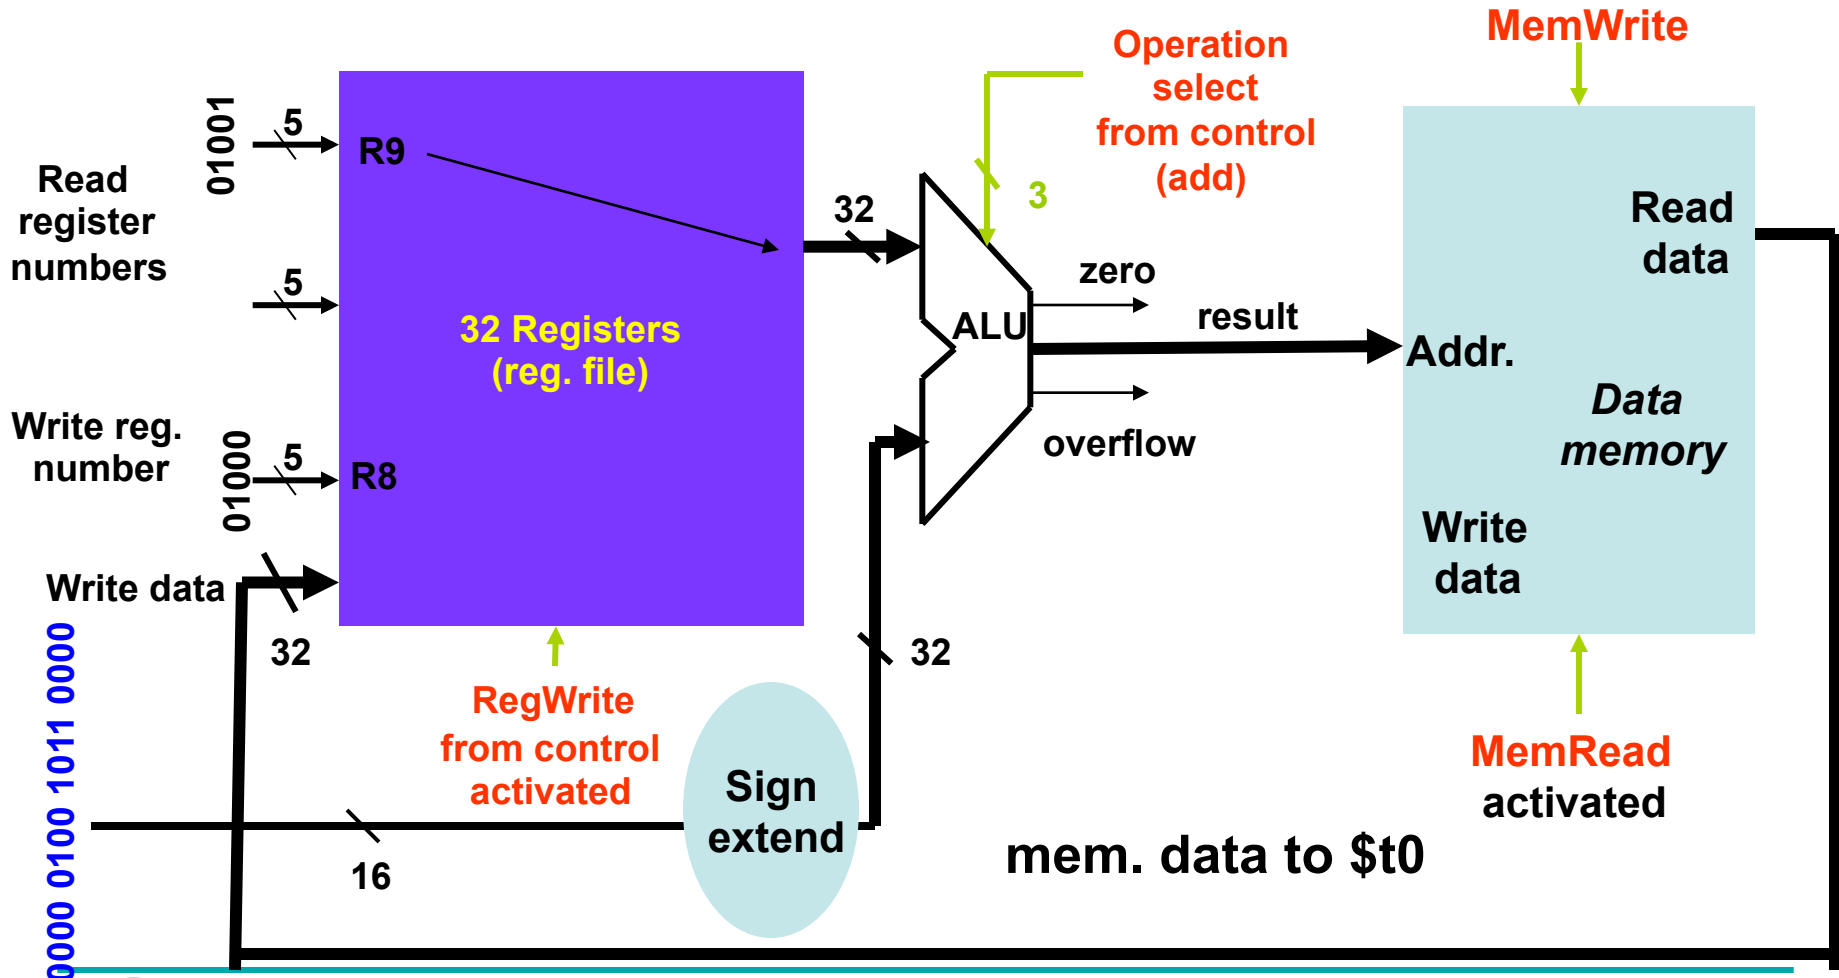 MemWrite
Operation
select
from control
(add)
01001
5
R9
Read
register
numbers
3
32
Read
data
5
zero
32 Registers
(reg. file)
ALU
result
Addr.
Data
memory
Write reg.
number
01000
5
R8
overflow
Write
data
Write data
32
32
0000 0100 1011 0000
RegWrite
from control
activated
Sign
extend
MemRead
activated
16
mem. data to $t0